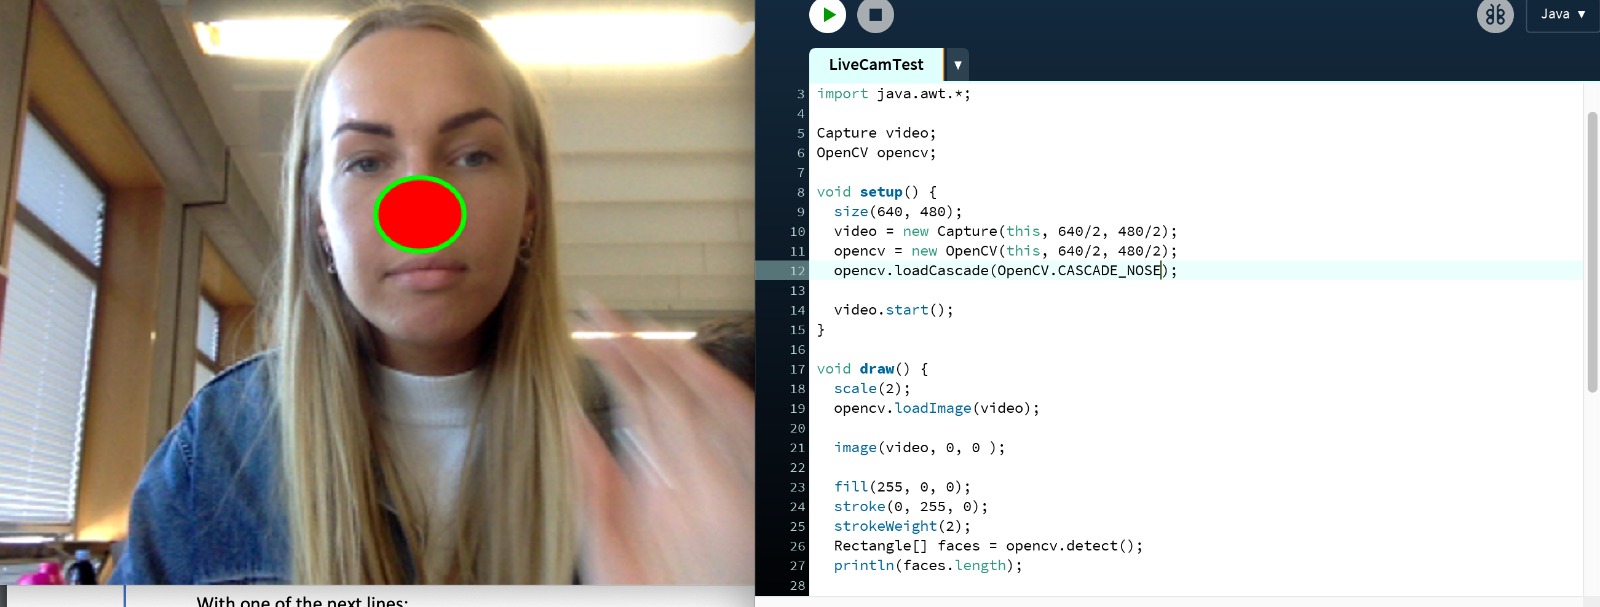 Java ▼
LiveCamTest ▼
3 import java.awt.*;
4
5 Capture video;
6 OpenCV opencv;
7
8 void setup() {
9 size(640, 480);
10 video = new Capture(this, 640/2, 480/2);
11 opencv = new OpenCV(this, 640/2, 480/2);
12 opencv.loadCascade(OpenCV.CASCADE_NOSE);
13
14 video.start();
15 }
16
17 void draw() {
18 scale(2);
19 opencv.loadImage(video);
20
21 image(video, 0, 0 );
22
23 fill(255, 0, 0);
24 stroke(0, 255, 0);
25 strokeWeight(2);
26 Rectangle[] faces = opencv.detect();
27 println(faces.length);
28
With one of the next lines: